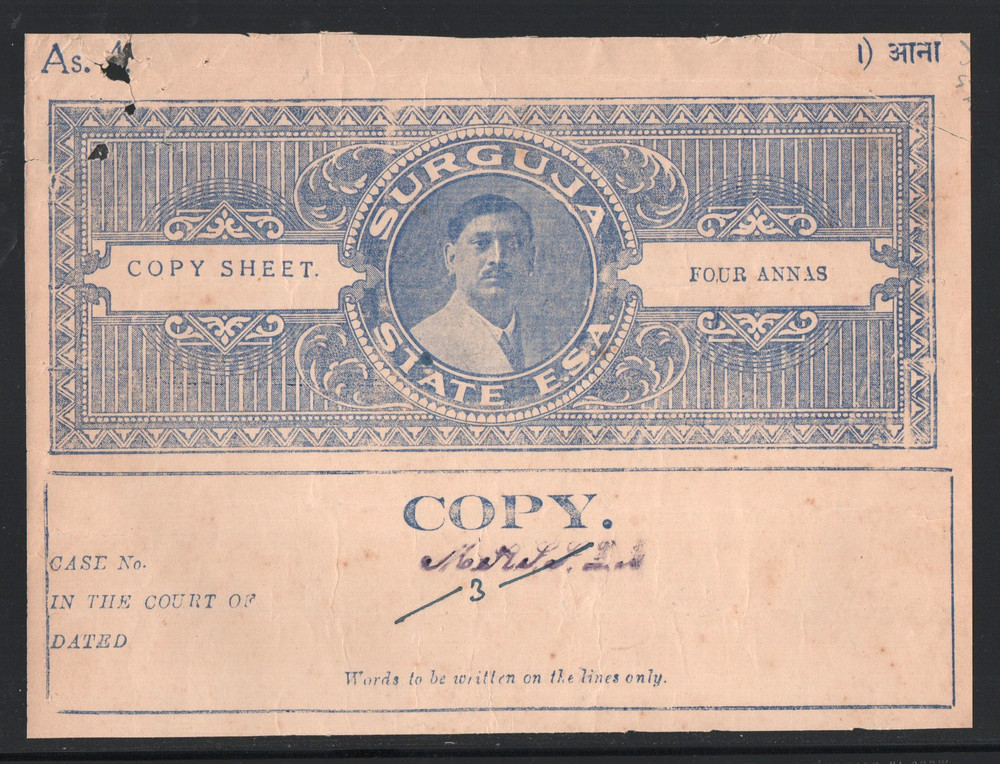 As. 4
।) आना
SURGUJA
COPY SHEET.
FOUR ANNAS
STATE E.S.A.
COPY.
CASE No.
3
IN THE COURT OF
DATED
Words to be written on the lines only.